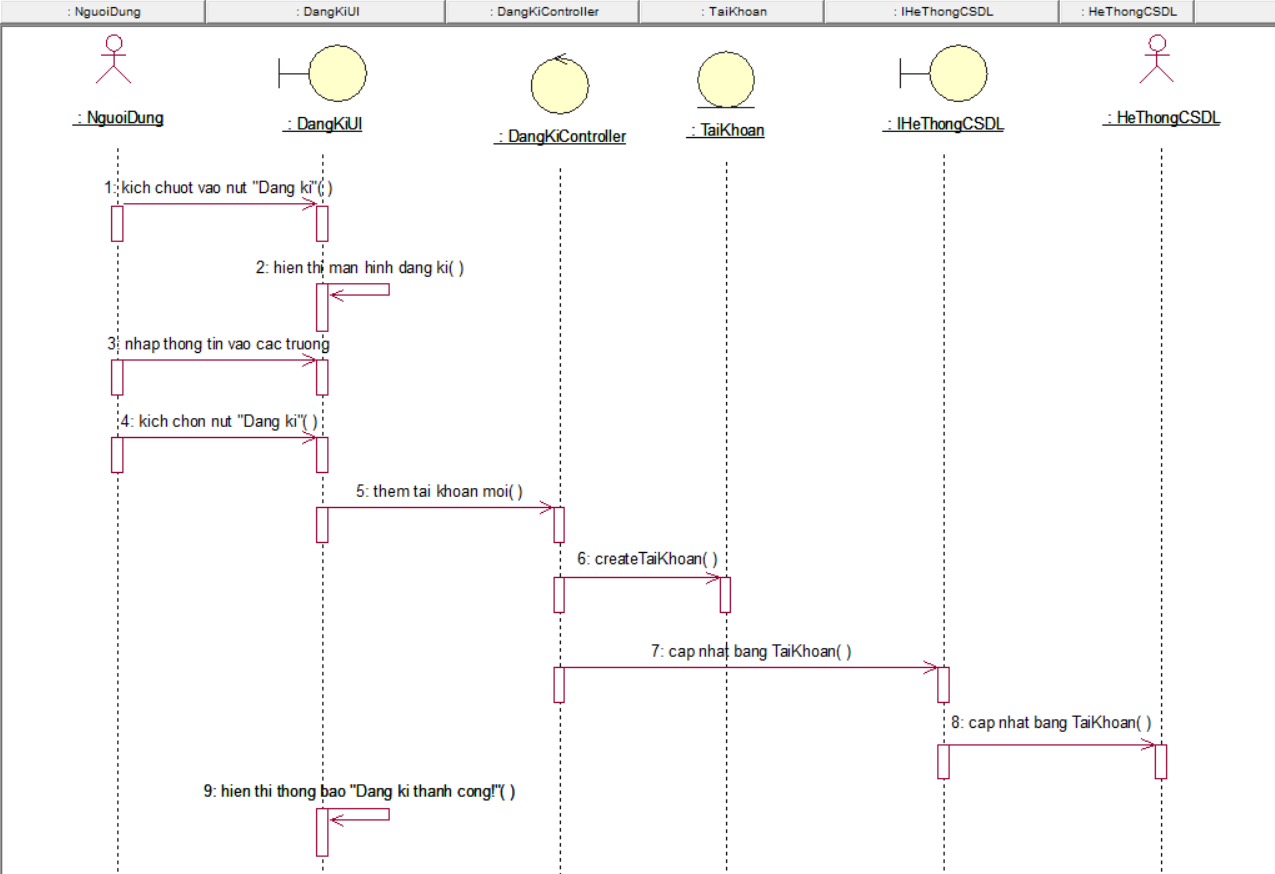 : NguoiDung
: DangKiUI
: DangKiController
: TaiKhoan
: IHeThongCSDL
: HeThongCSDL
: NguoiDung
: DangKiUI
: DangKiController
: TaiKhoan
: IHeThongCSDL
: HeThongCSDL
1: kich chuot vao nut "Dang ki"( )
2: hien thi man hinh dang ki( )
3: nhap thong tin vao cac truong
4: kich chon nut "Dang ki"( )
5: them tai khoan moi( )
6: createTaiKhoan( )
7: cap nhat bang TaiKhoan( )
8: cap nhat bang TaiKhoan( )
9: hien thi thong bao "Dang ki thanh cong!"( )